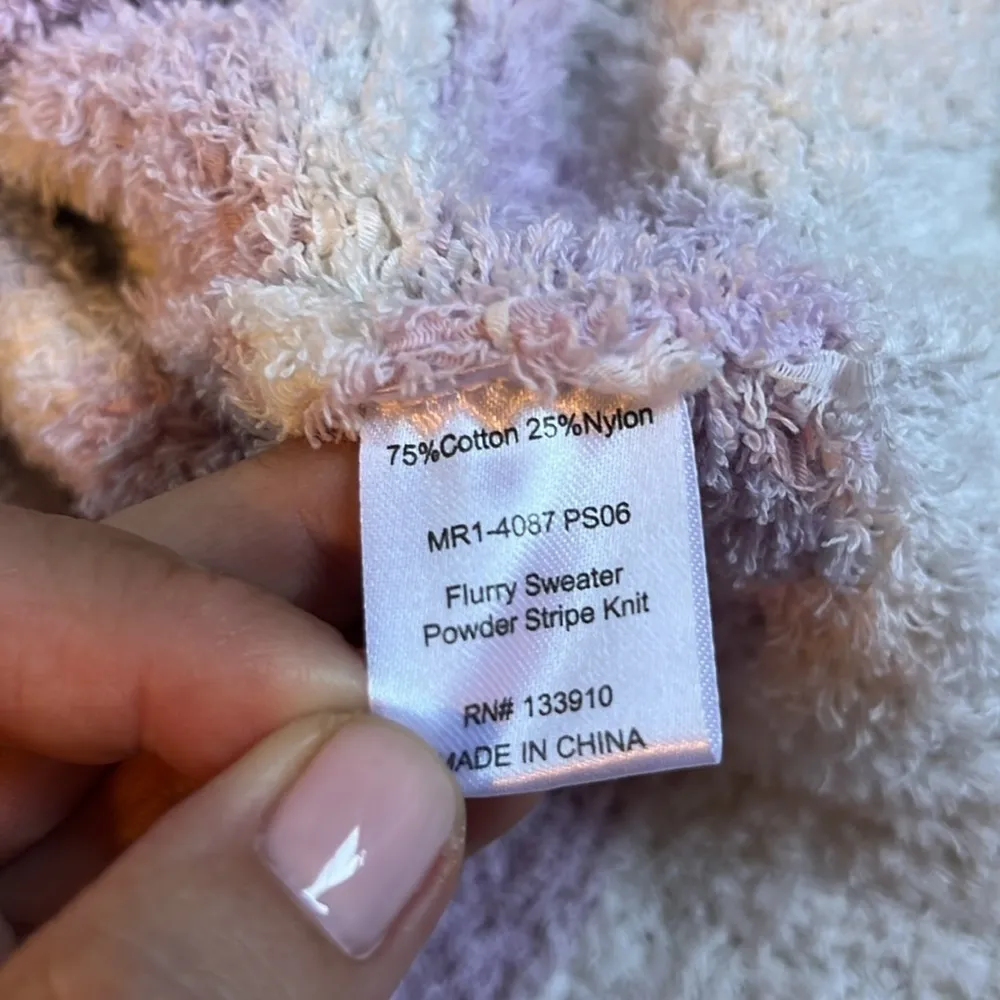 75%Cotton 25%Nylon
MR1-4087 PS06
Flurry Sweater
Powder Stripe Knit
RN# 133910
MADE IN CHINA